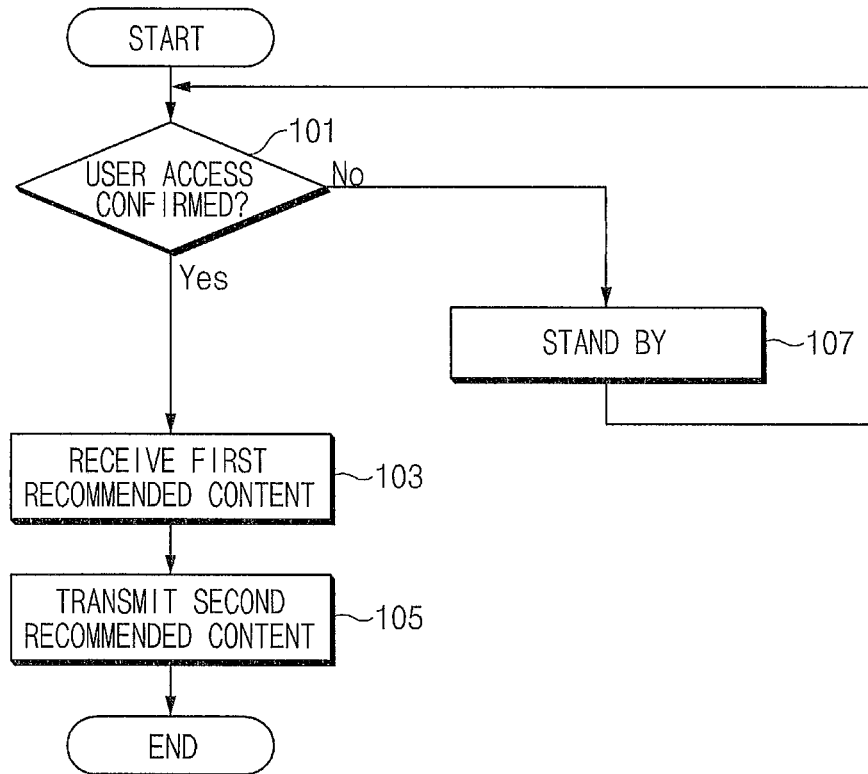 START
101
USER ACCESS
CONFIRMED?
No
Yes
STAND BY
107
RECEIVE FIRST
RECOMMENDED CONTENT
103
TRANSMIT SECOND
RECOMMENDED CONTENT
105
END